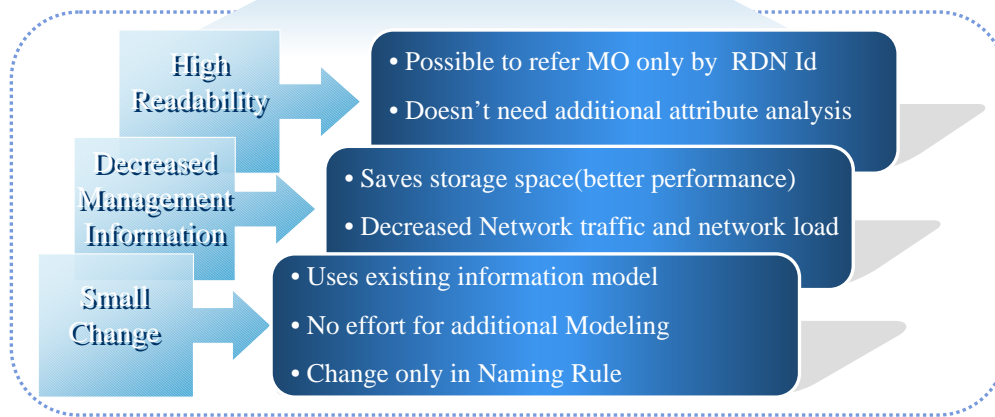 High
Readability
• Possible to refer MO only by RDN Id
• Doesn't need additional attribute analysis
Decreased
Management
Information
• Saves storage space(better performance)
• Decreased Network traffic and network load
Small
Change
• Uses existing information model
• No effort for additional Modeling
• Change only in Naming Rule